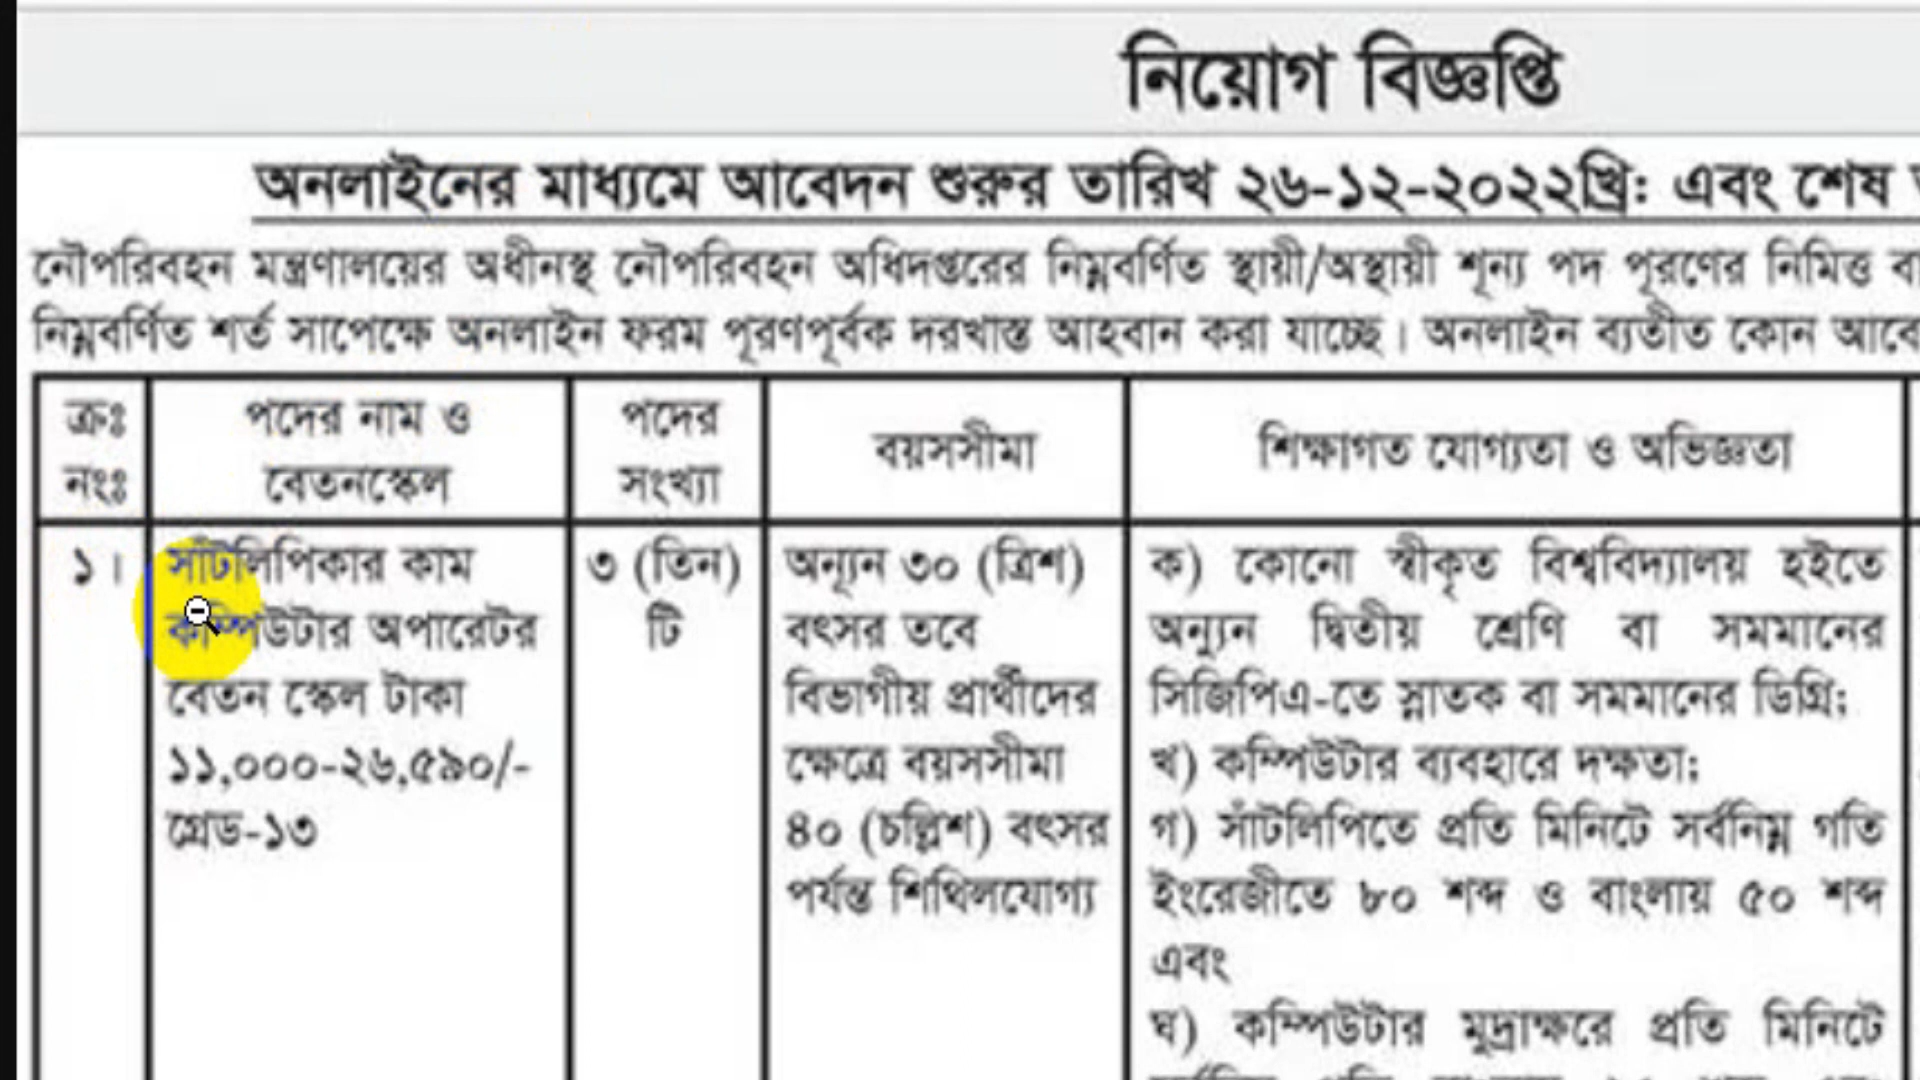 নিয়োগ বিজ্ঞপ্তি
অনলাইনের মাধ্যমে আবেদন শুরুর তারিখ ২৬-১২-২০২২খ্রি: এবং শেষ
নৌপরিবহন মন্ত্রণালয়ের অধীনস্থ নৌপরিবহন অধিদপ্তরের নিম্নবর্ণিত স্থায়ী/অস্থায়ী শূন্য পদ পূরণের নিমিত্ত বা
নিম্নবর্ণিত শর্ত সাপেক্ষে অনলাইন ফরম পূরণপূর্বক দরখাস্ত আহবান করা যাচ্ছে। অনলাইন ব্যতীত কোন আবে
ক্রঃ
নংঃ
পদের নাম ও
বেতনস্কেল
পদের
সংখ্যা
বয়সসীমা
শিক্ষাগত যোগ্যতা ও অভিজ্ঞতা
১।
সাঁটলিপিকার কাম
কম্পিউটার অপারেটর
বেতন স্কেল টাকা
১১,০০০-২৬,৫৯০/-
গ্রেড-১৩
৩ (তিন)
টি
অন্যূন ৩০ (ত্রিশ)
বৎসর তবে
বিভাগীয় প্রার্থীদের
ক্ষেত্রে বয়সসীমা
৪০ (চল্লিশ) বৎসর
পর্যন্ত শিথিলযোগ্য
ক) কোনো স্বীকৃত বিশ্ববিদ্যালয় হইতে
অন্যুন দ্বিতীয় শ্রেণি বা সমমানের
সিজিপিএ-তে স্নাতক বা সমমানের ডিগ্রি;
খ) কম্পিউটার ব্যবহারে দক্ষতা;
গ) সাঁটলিপিতে প্রতি মিনিটে সর্বনিম্ন গতি
ইংরেজীতে ৮০ শব্দ ও বাংলায় ৫০ শব্দ
এবং
ঘ) কম্পিউটার মুদ্রাক্ষরে প্রতি মিনিটে